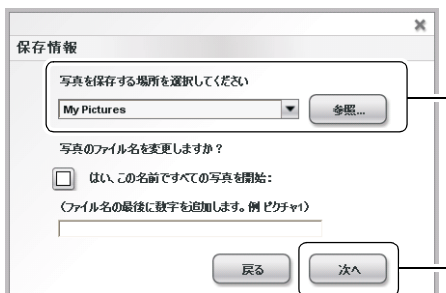 保存情報
写真を保存する場所を選択してください
My Pictures
参照...
写真のファイル名を変更しますか？
はい、この名前ですべての写真を開始：
（ファイル名の最後に数字を追加します。例 ピクチャ1）
戻る
次へ